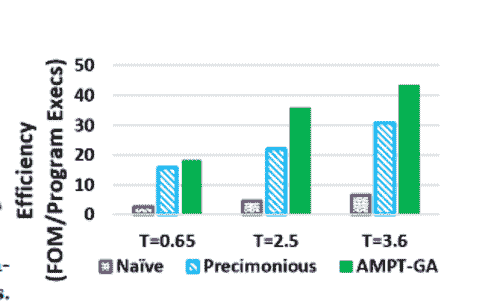 Efficiency
(FOM/Program Execs)
50
40
30
20
10
0
T=0.65 T=2.5 T=3.6
Naïve Precimonious AMPT-GA
s.